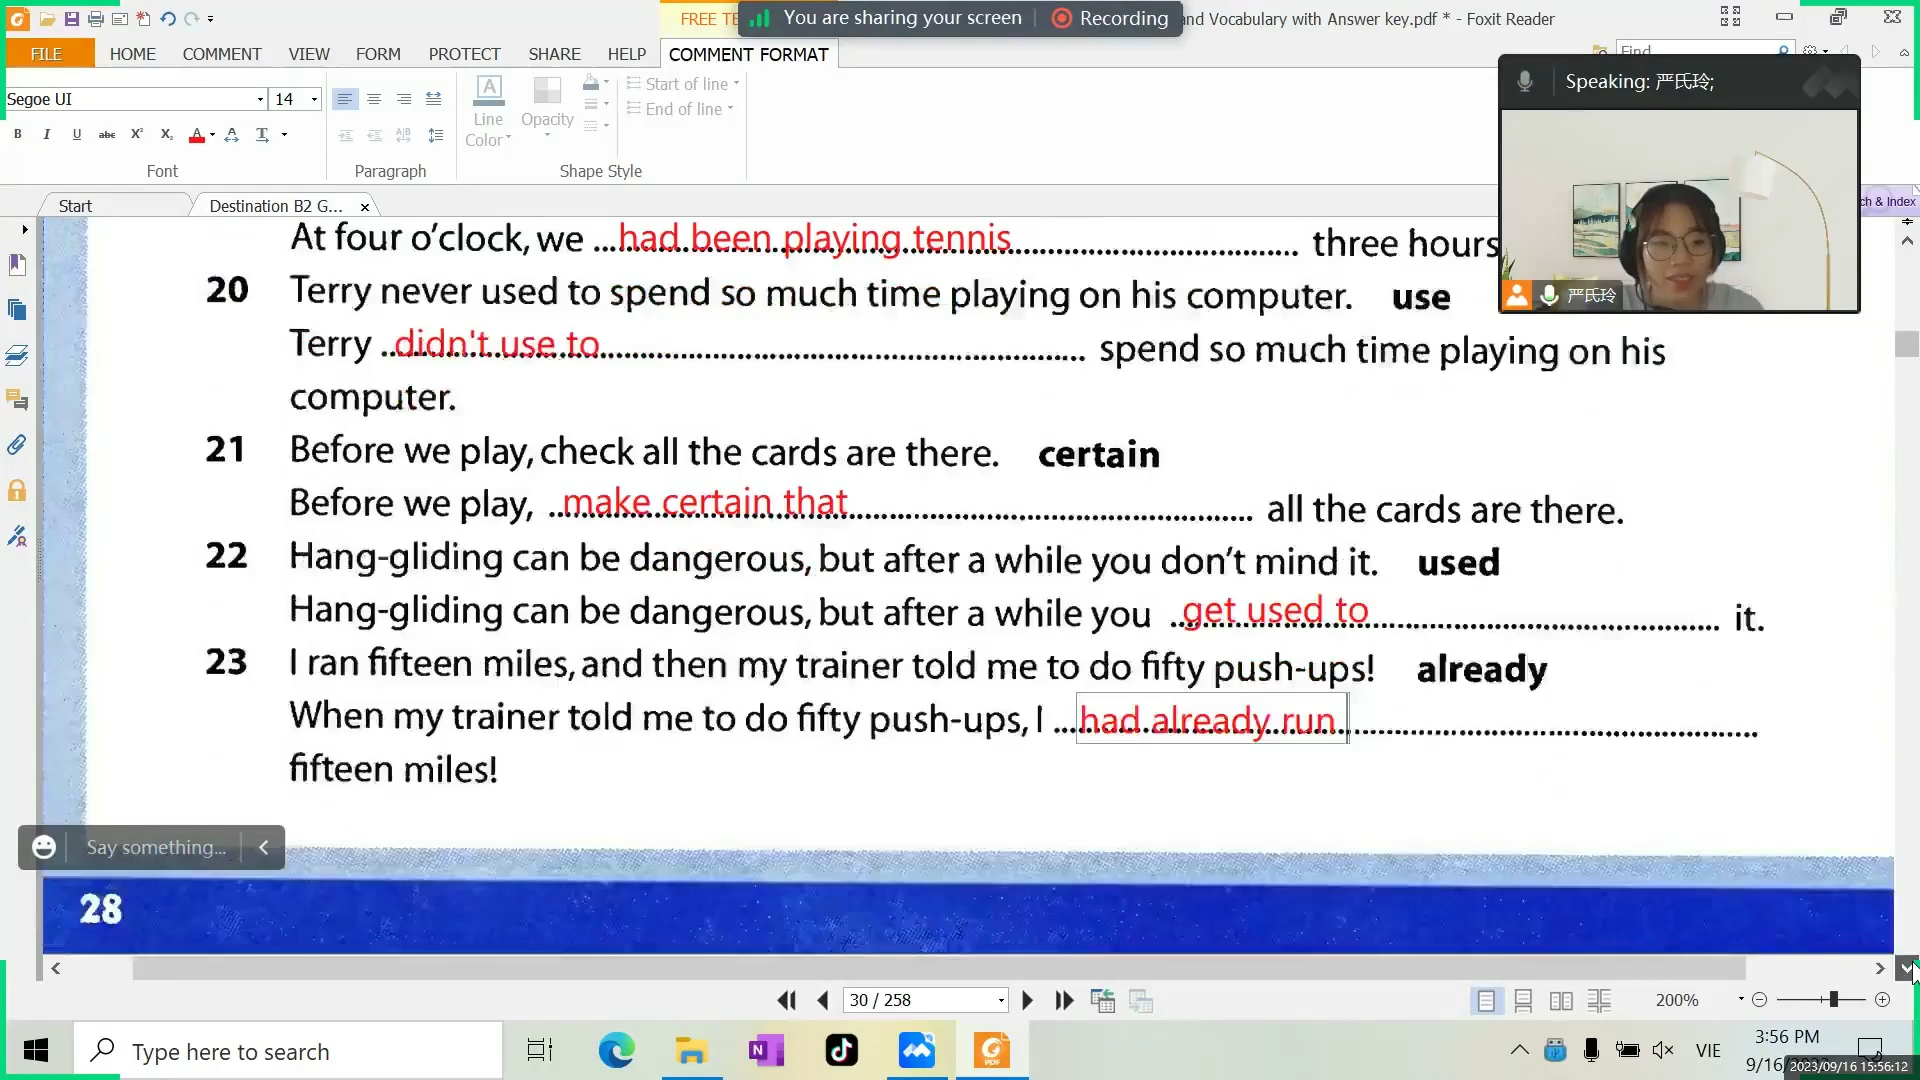 FREE TE
You are sharing your screen
Recording
and Vocabulary with Answer key.pdf * - Foxit Reader
FILE
HOME
COMMENT
VIEW
FORM
PROTECT
SHARE
HELP
COMMENT FORMAT
Find
Segoe UI
14
Start of line
End of line
Line
Color
Opacity
Font
Paragraph
Shape Style
Speaking: 严氏玲;
严氏玲
Start
Destination B2 G...
ch & Index
At four o'clock, we had been playing tennis three hours
20 Terry never used to spend so much time playing on his computer. use
Terry didn't use to spend so much time playing on his
computer.
21 Before we play, check all the cards are there. certain
Before we play, make certain that all the cards are there.
22 Hang-gliding can be dangerous, but after a while you don't mind it. used
Hang-gliding can be dangerous, but after a while you get used to it.
23 I ran fifteen miles, and then my trainer told me to do fifty push-ups! already
When my trainer told me to do fifty push-ups, I had already run
fifteen miles!
Say something...
28
30 / 258
200%
Type here to search
VIE
3:56 PM
9/16/
2023/09/16 15:56:12